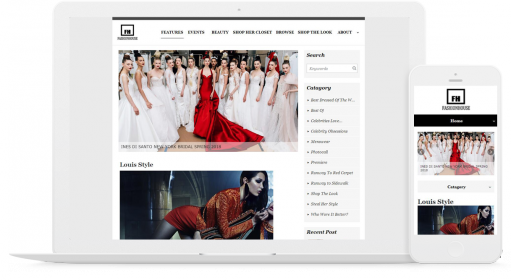 FH
FASHIONHOUSE
FEATURES EVENTS BEAUTY SHOP HER CLOSET BROWSE SHOP THE LOOK ABOUT
Search
Keywords
INES DI SANTO NEW YORK BRIDAL SPRING 2018
Category
Best Dressed Of The W...
Best Of
Celebrities Love...
Celebrity Obsessions
Menswear
Photocall
Premiere
Runway To Red Carpet
Runway to Sidewalk
Shop The Look
Steal Her Style
Who Wore It Better?
Louis Style
Recent Post
FH
FASHIONHOUSE
Home
INES DI SANTO NEW YORK BRIDAL SPRING
2018
Category
Louis Style